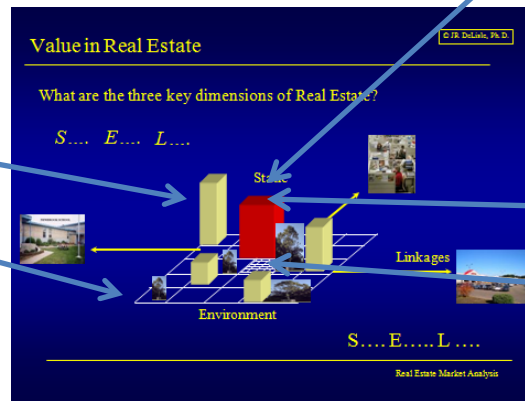 © JR DeLisle, Ph. D.
Value in Real Estate
What are the three key dimensions of Real Estate?
S.... E.... L....
Static
Linkages
Environment
S.... E..... L ....
Real Estate Market Analysis